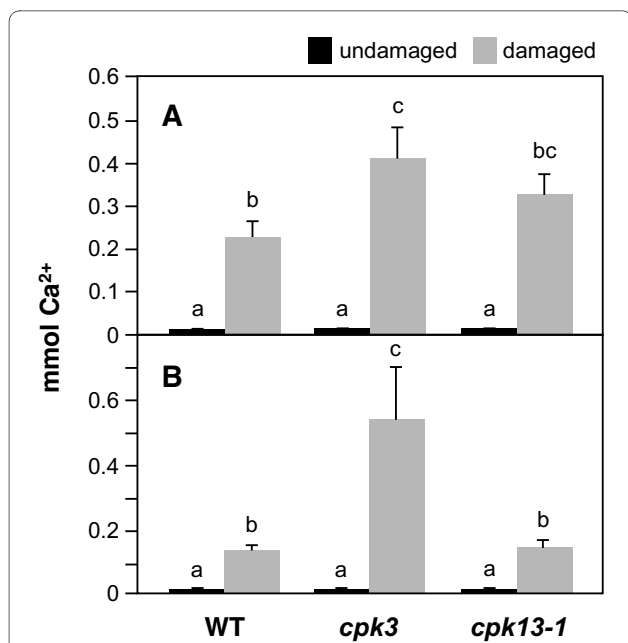 undamaged damaged
0.6
A
c
0.5
bc
0.4
b
0.3
0.2
0.1
a a a
0
mmol Ca²⁺
B
c
0.6
0.4
b b
0.2
a a a
0
WT cpk3 cpk13-1